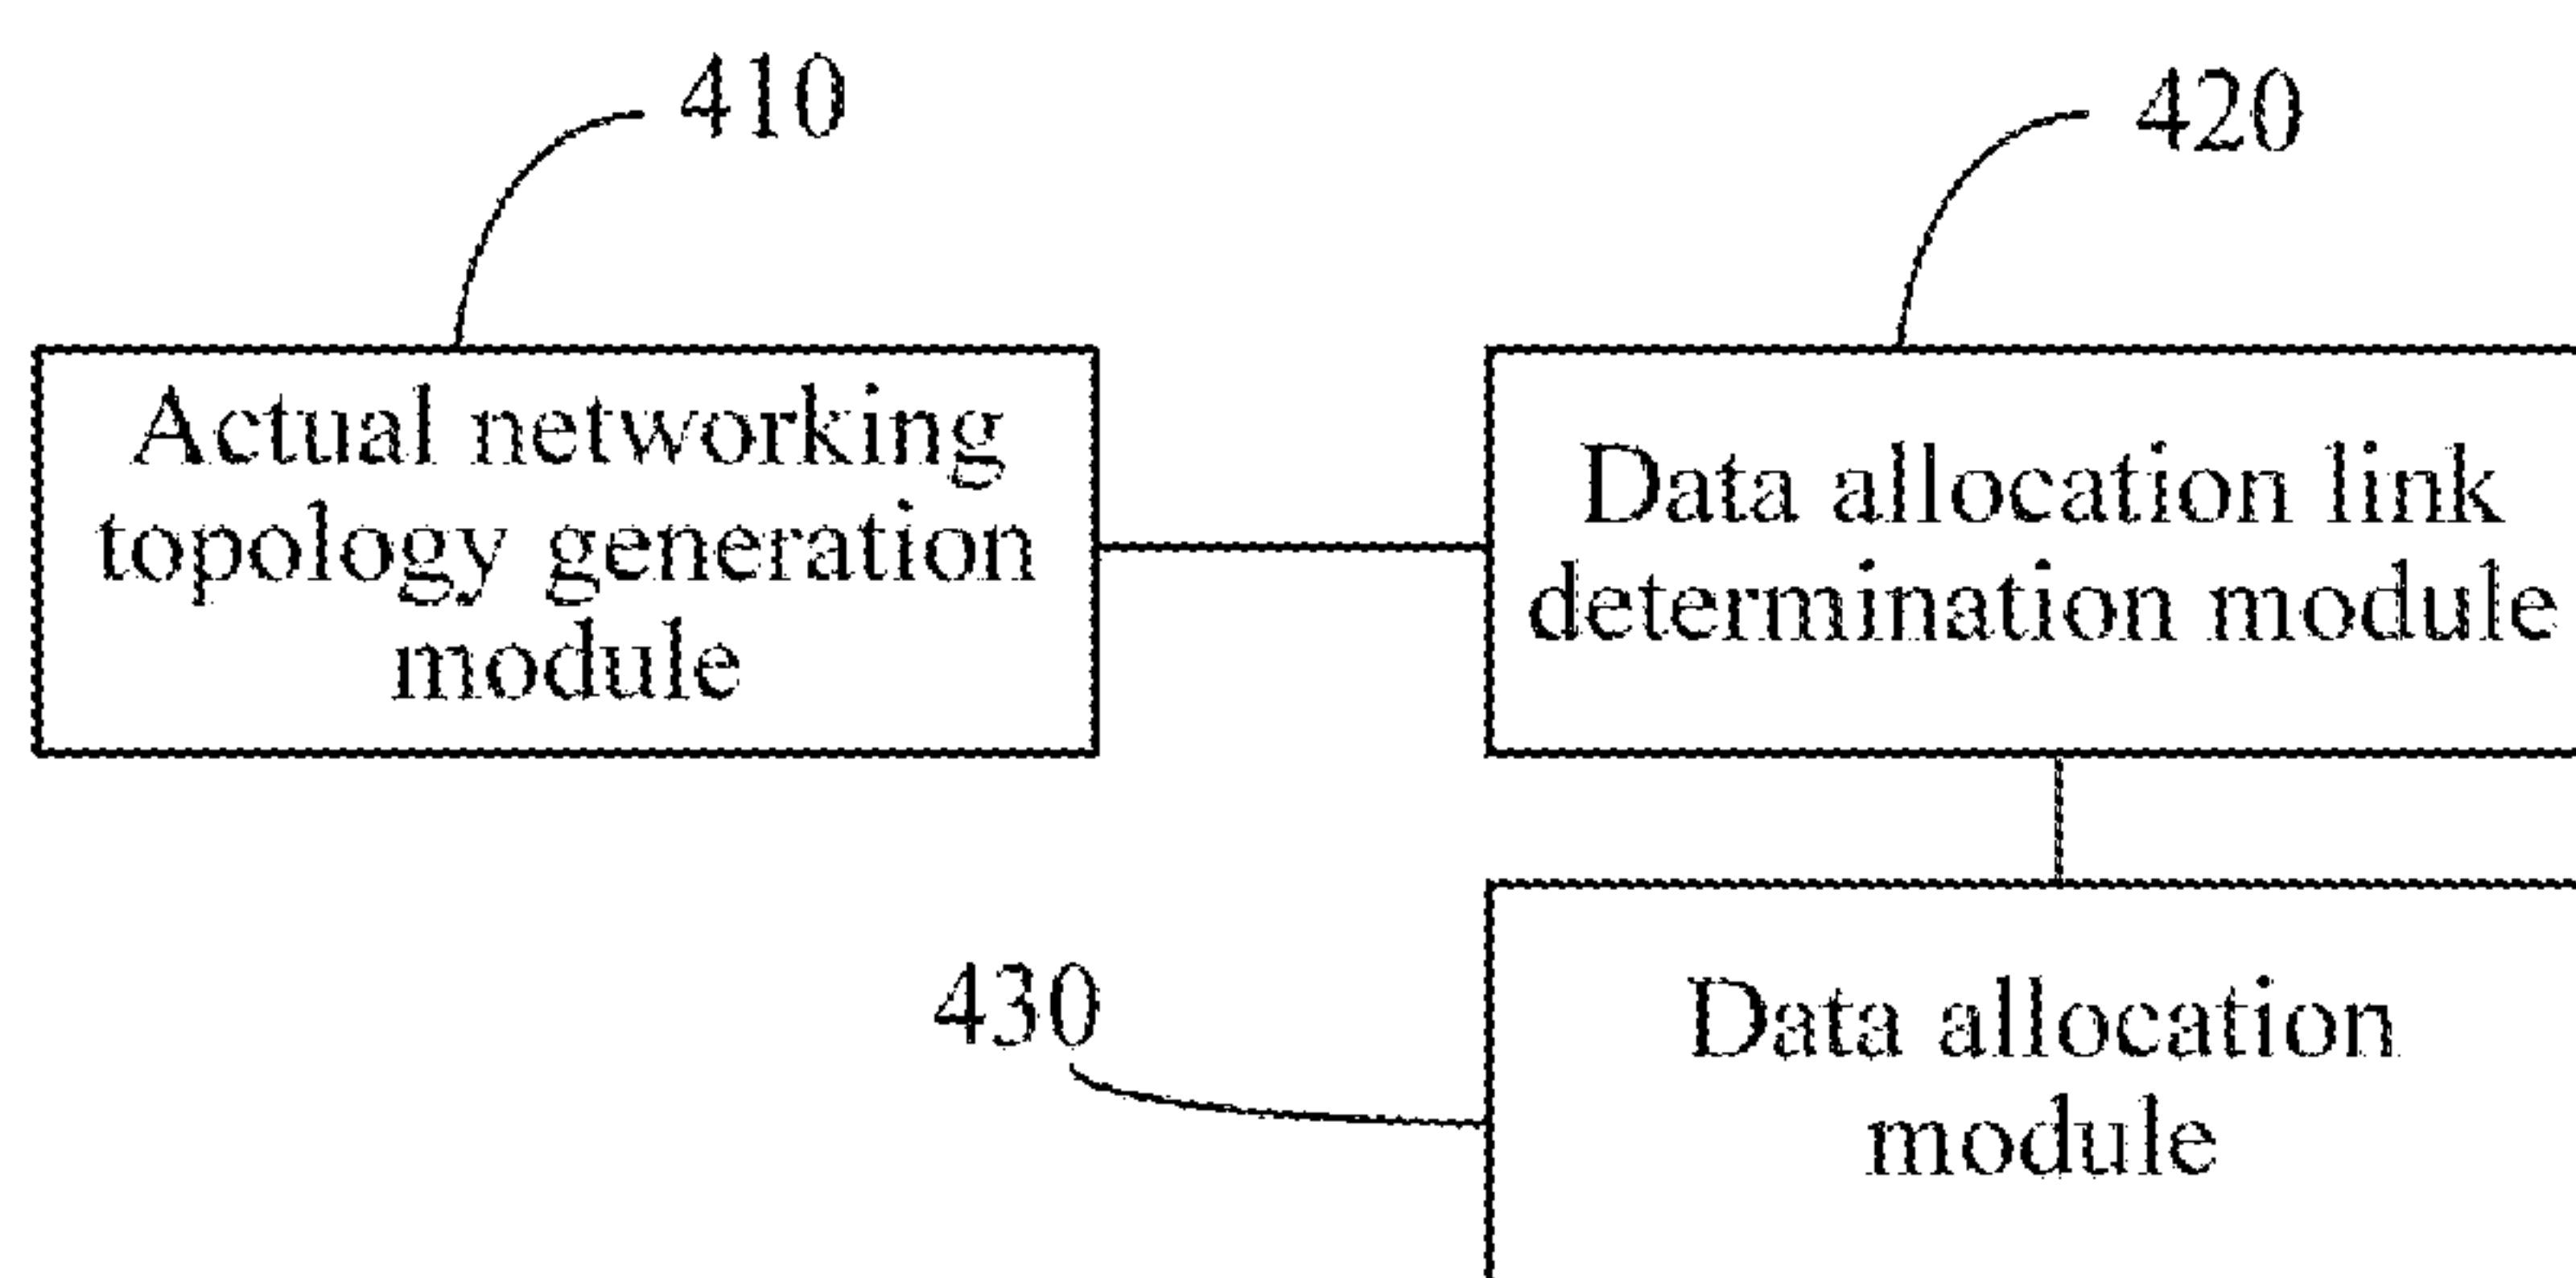 410
420
Actual networking
topology generation
module
Data allocation link
determination module
430
Data allocation
module